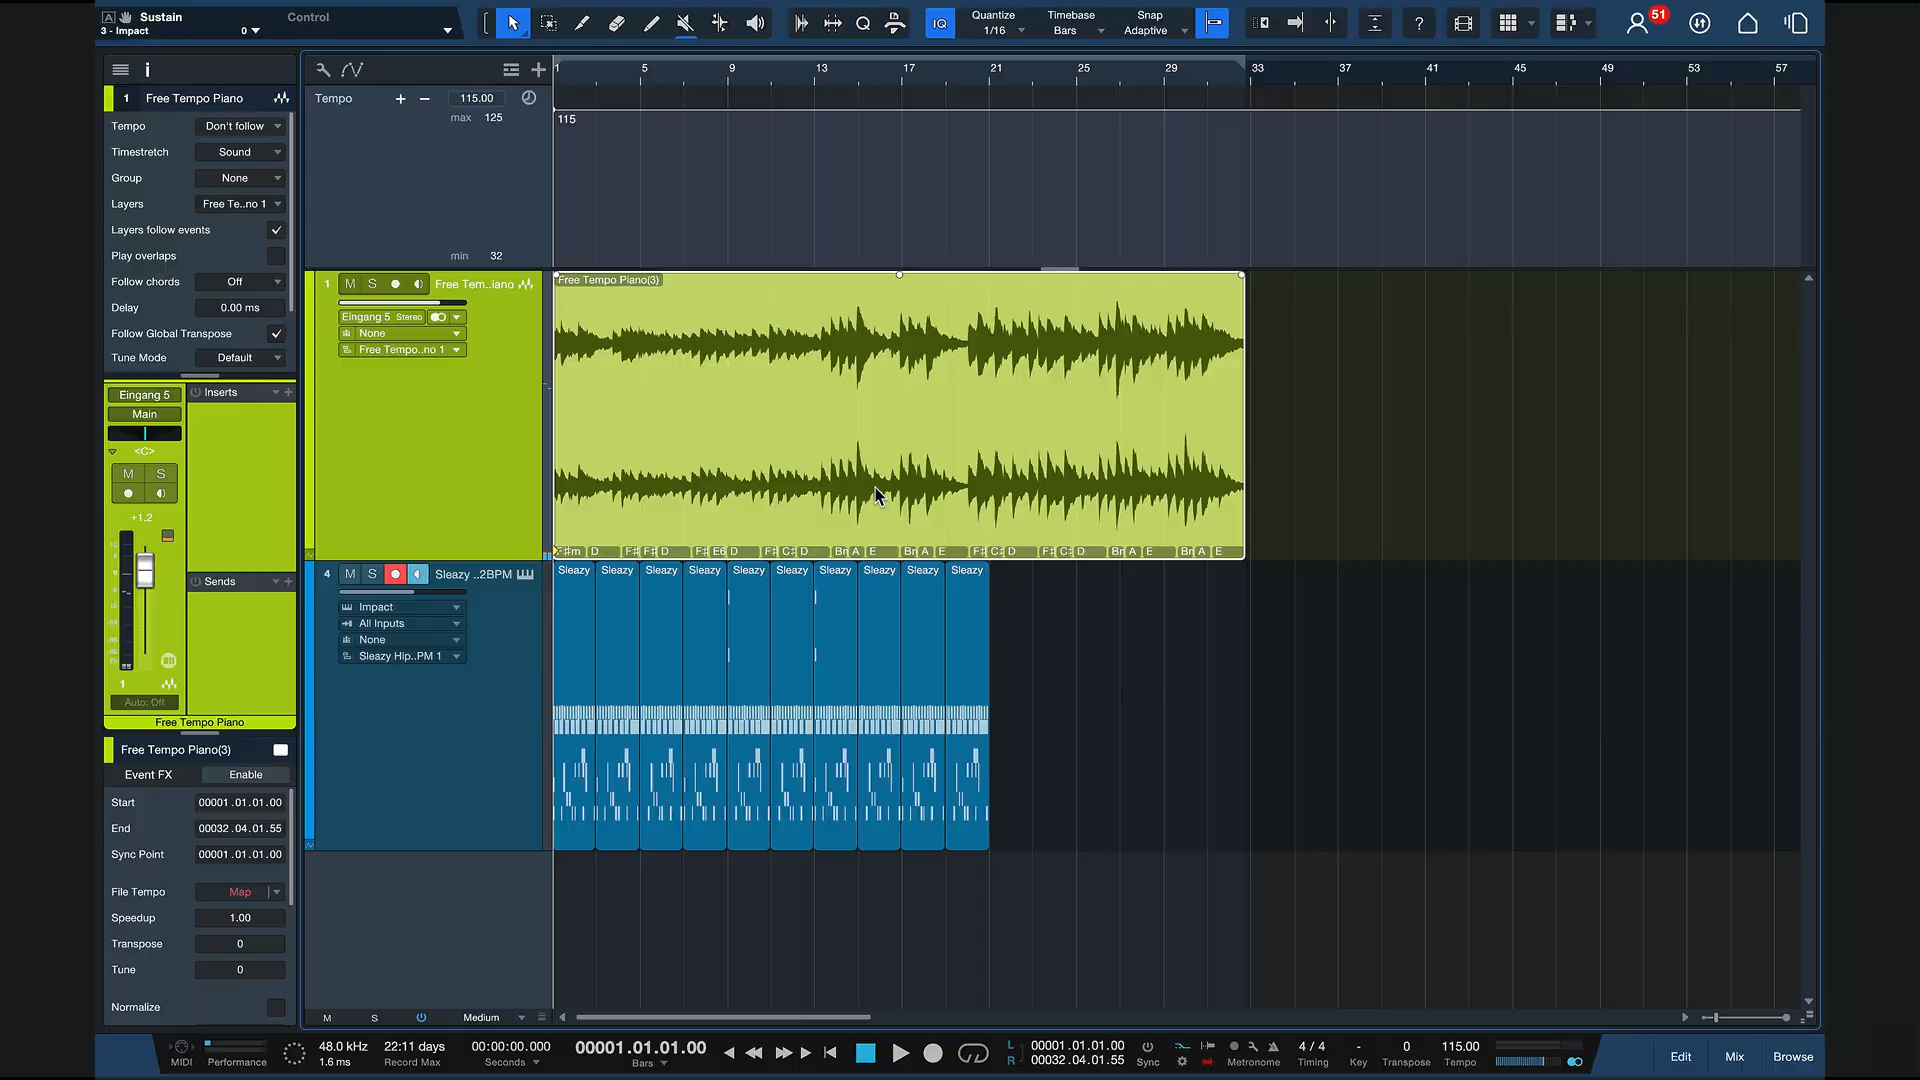 Sustain
3 - Impact
Control
0
IQ
Quantize
1/16
Timebase
Bars
Snap
Adaptive
?
51
i
1 Free Tempo Piano
Tempo Don't follow
Timestretch Sound
Group None
Layers Free Te..no 1
Layers follow events
Play overlaps
Follow chords Off
Delay 0.00 ms
Follow Global Transpose
Tune Mode Default
Eingang 5
Main
<C>
M S
+1.2
1
Auto: Off
Free Tempo Piano
Inserts
Sends
Free Tempo Piano(3)
Event FX Enable
Start 00001.01.01.00
End 00032.04.01.55
Sync Point 00001.01.01.00
File Tempo Map
Speedup 1.00
Transpose 0
Tune 0
Normalize
1 5 9 13 17 21 25 29 33 37 41 45 49 53 57
Tempo + − 115.00
max 125
115
min 32
1 M S Free Tem..iano
Eingang 5 Stereo
None
Free Tempo..no 1
Free Tempo Piano(3)
F#m D F# F# D F# E6 D F# C# D Bm A E Bm A E F# C# D F# C# D Bm A E Bm A E
4 M S Sleazy ..2BPM
Impact
All Inputs
None
Sleazy Hip..PM 1
Sleazy Sleazy Sleazy Sleazy Sleazy Sleazy Sleazy Sleazy Sleazy Sleazy
M S Medium
MIDI
Performance
48.0 kHz
1.6 ms
22:11 days
Record Max
00:00:00.000
Seconds
00001.01.01.00
Bars
L 00001.01.01.00
R 00032.04.01.55
Sync
Metronome
4 / 4
Timing
-
Key
0
Transpose
115.00
Tempo
Edit Mix Browse